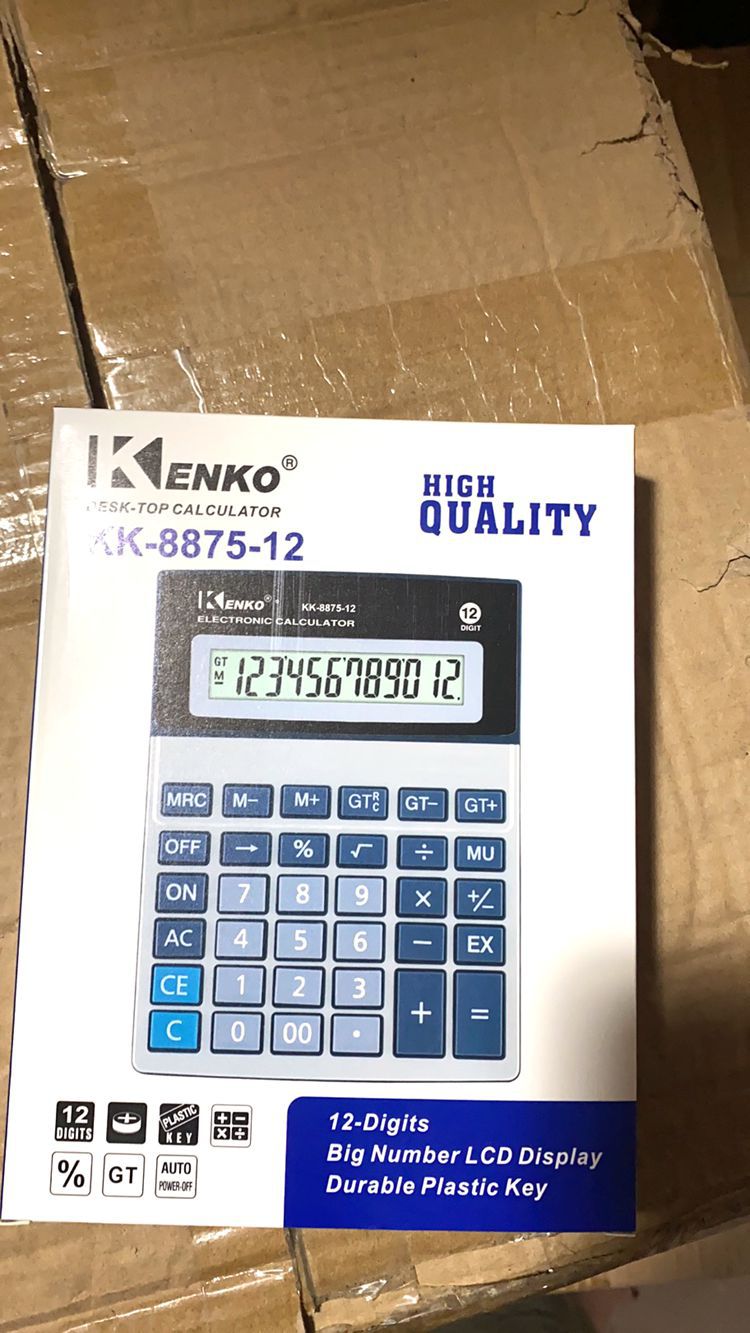 KENKO®
DESK-TOP CALCULATOR
KK-8875-12
HIGH
QUALITY
KENKO® KK-8875-12
ELECTRONIC CALCULATOR
12
DIGIT
GT
M
123456789012.
MRC M− M+ GTRC GT− GT+
OFF → % √ ÷ MU
ON 7 8 9 × +/−
AC 4 5 6 − EX
CE 1 2 3 + =
C 0 00 .
12
DIGITS
PLASTIC
KEY
+ −
× ÷
%
GT
AUTO
POWER-OFF
12-Digits
Big Number LCD Display
Durable Plastic Key